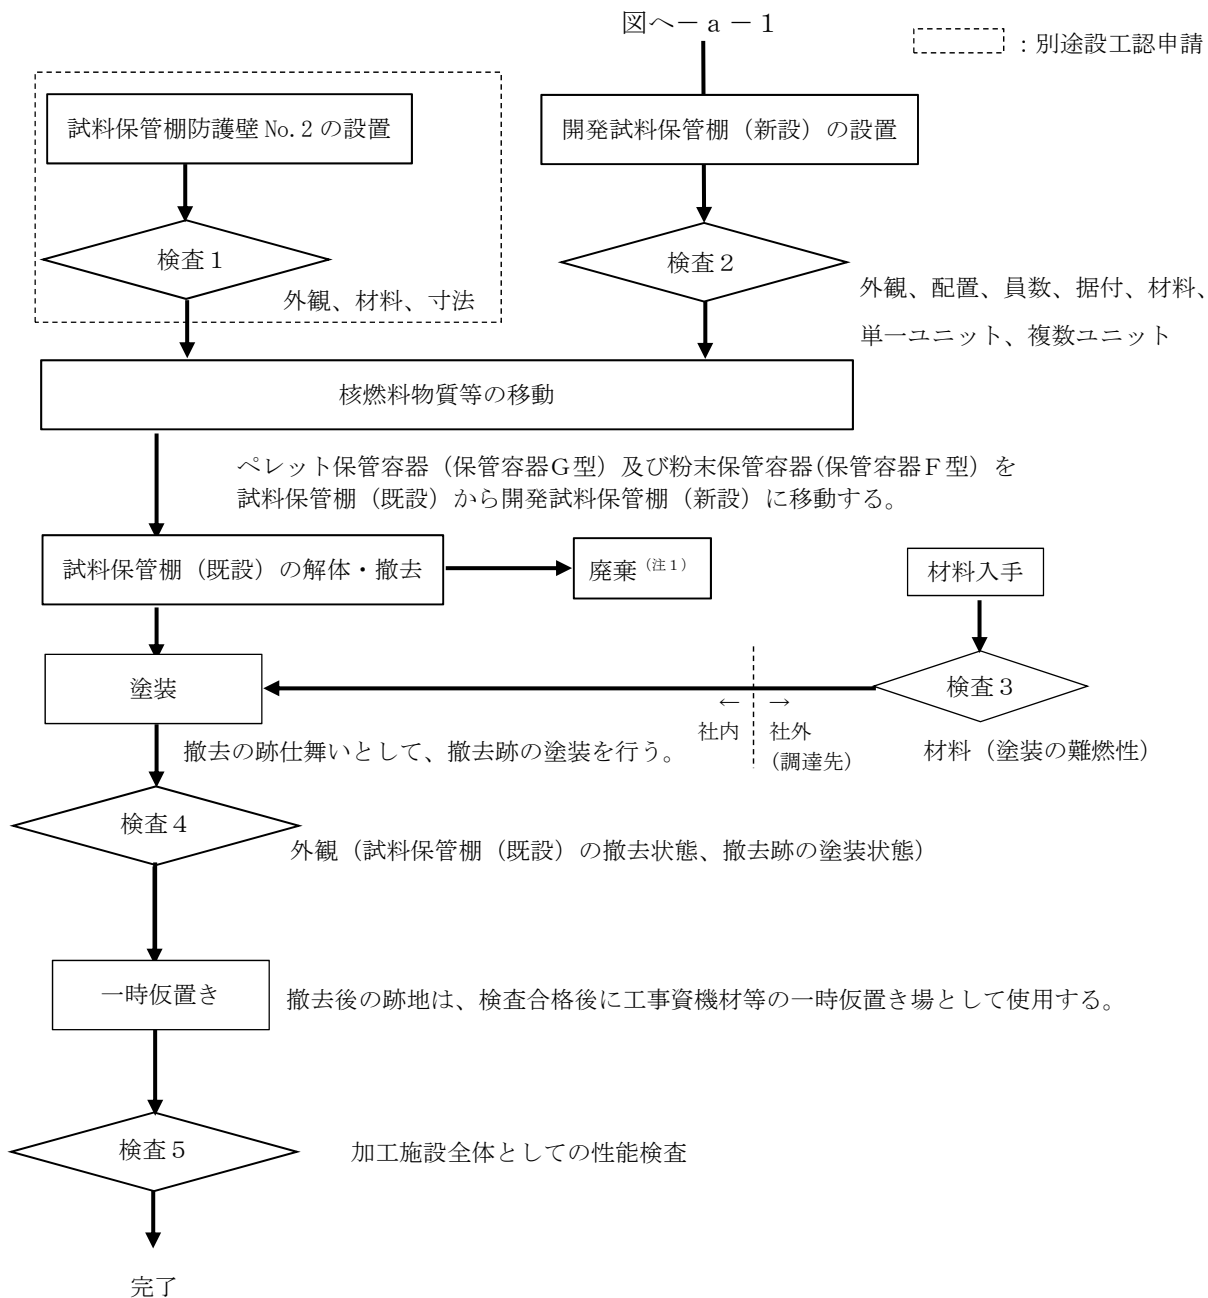 図へ－ａ－１
：別途設工認申請
試料保管棚防護壁 No.2 の設置
開発試料保管棚（新設）の設置
検査１
検査２
外観、材料、寸法
外観、配置、員数、据付、材料、
単一ユニット、複数ユニット
核燃料物質等の移動
ペレット保管容器（保管容器Ｇ型）及び粉末保管容器(保管容器Ｆ型）を
試料保管棚（既設）から開発試料保管棚（新設）に移動する。
試料保管棚（既設）の解体・撤去
廃棄（注１）
材料入手
塗装
検査３
← →
社内 社外
（調達先）
材料（塗装の難燃性）
撤去の跡仕舞いとして、撤去跡の塗装を行う。
検査４
外観（試料保管棚（既設）の撤去状態、撤去跡の塗装状態）
一時仮置き
撤去後の跡地は、検査合格後に工事資機材等の一時仮置き場として使用する。
検査５
加工施設全体としての性能検査
完了